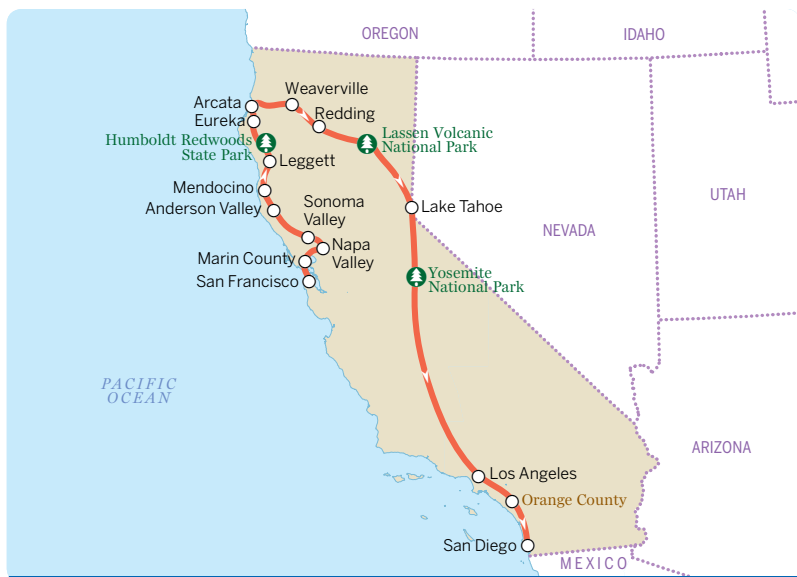 OREGON
IDAHO
Weaverville
Arcata
Redding
Eureka
Humboldt Redwoods
State Park
Lassen Volcanic
National Park
Leggett
Mendocino
Anderson Valley
Sonoma
Valley
Lake Tahoe
UTAH
NEVADA
Napa
Valley
Marin County
San Francisco
Yosemite
National Park
PACIFIC
OCEAN
ARIZONA
Los Angeles
Orange County
San Diego
MEXICO